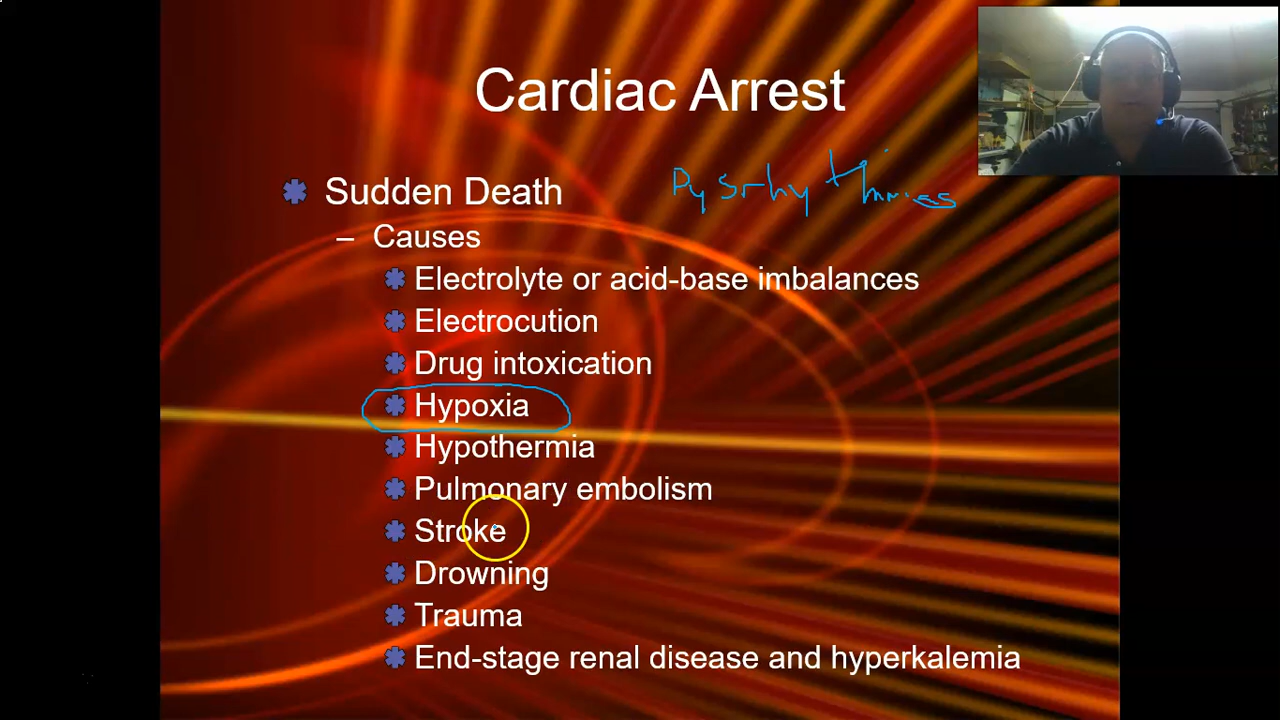 Cardiac Arrest
Sudden Death
Dysrhythmias
– Causes
Electrolyte or acid-base imbalances
Electrocution
Drug intoxication
Hypoxia
Hypothermia
Pulmonary embolism
Stroke
Drowning
Trauma
End-stage renal disease and hyperkalemia